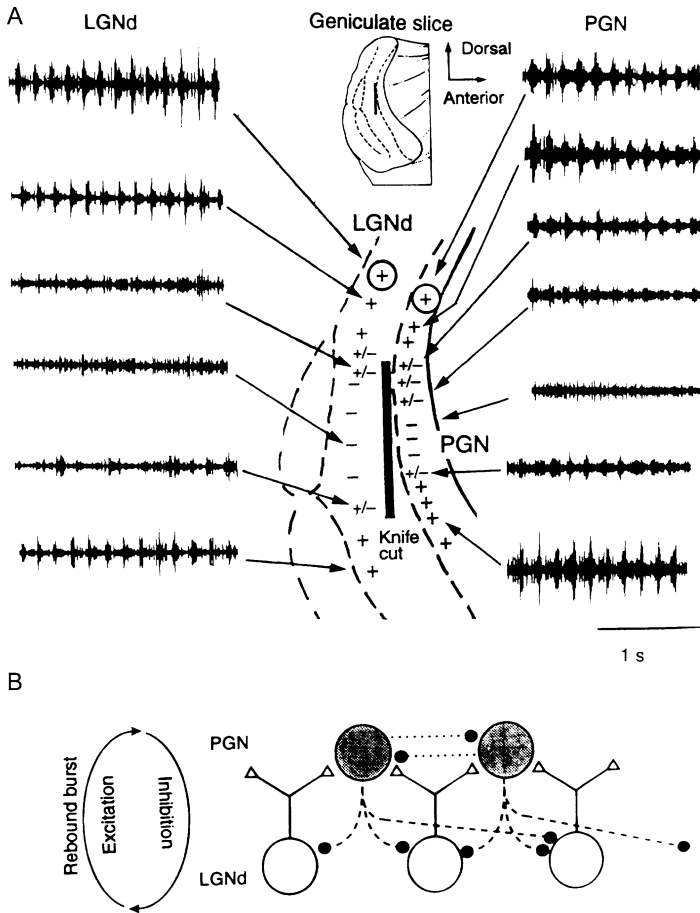 A
LGNd
Geniculate slice
PGN
Dorsal
Anterior
LGNd
+
+
+
+
+
+
+/−
+/−
−
+/−
+/−
+/−
−
−
−
−
−
PGN
−
+/−
+/−
+
+
+
+
+
+
Knife
cut
1 s
B
PGN
Rebound burst
Excitation
Inhibition
LGNd